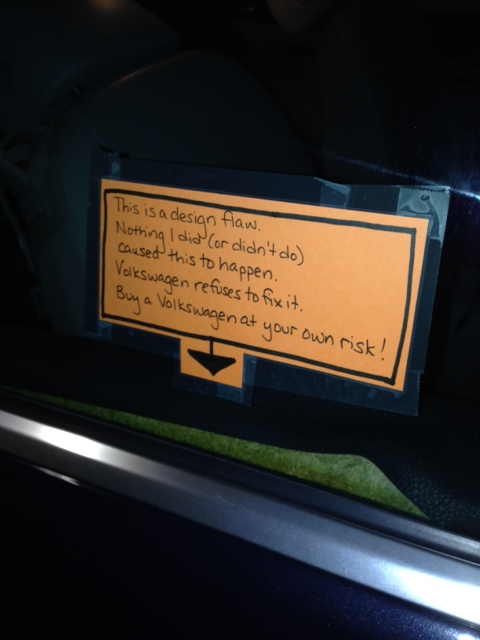 This is a design flaw.
Nothing I did (or didn't do)
caused this to happen.
Volkswagen refuses to fix it.
Buy a Volkswagen at your own risk!